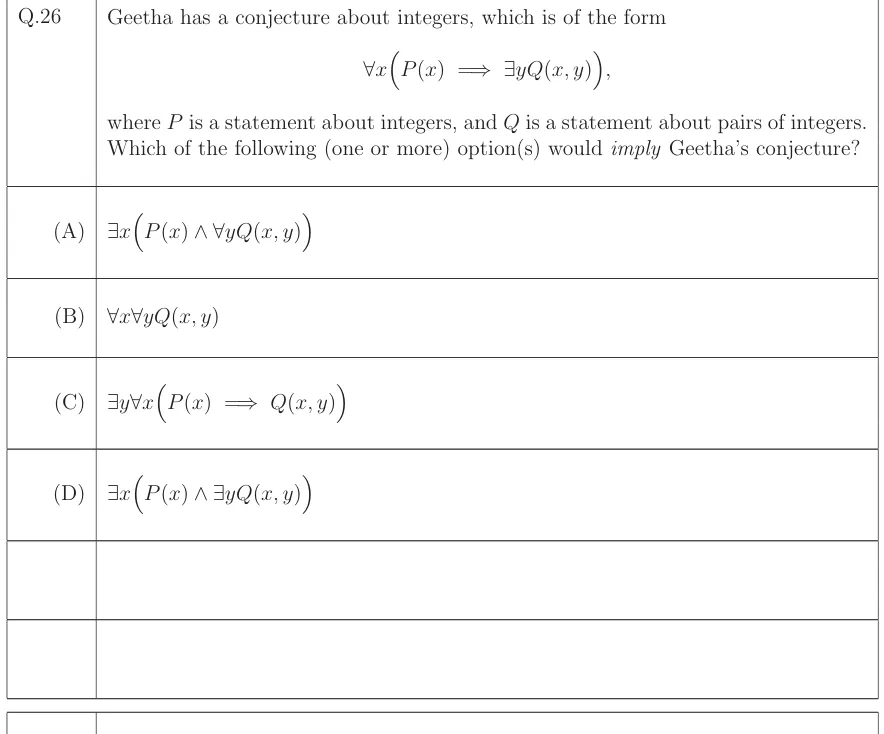 Q.26 Geetha has a conjecture about integers, which is of the form
∀x(P(x) ⟹ ∃yQ(x, y)),
where P is a statement about integers, and Q is a statement about pairs of integers.
Which of the following (one or more) option(s) would imply Geetha's conjecture?
(A) ∃x(P(x) ∧ ∀yQ(x, y))
(B) ∀x∀yQ(x, y)
(C) ∃y∀x(P(x) ⟹ Q(x, y))
(D) ∃x(P(x) ∧ ∃yQ(x, y))